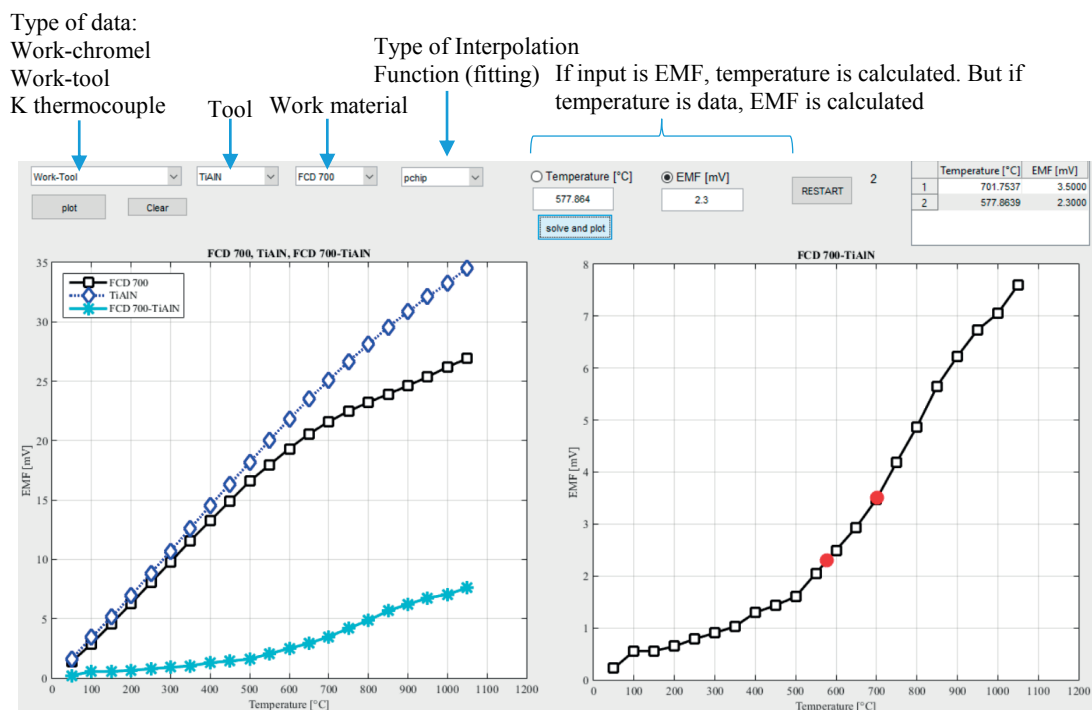 Type of data:
Work-chromel
Work-tool
K thermocouple
Tool
Work material
Type of Interpolation
Function (fitting)
If input is EMF, temperature is calculated. But if
temperature is data, EMF is calculated
Work-Tool
TiAlN
FCD 700
pchip
Temperature [°C]
EMF [mV]
577.864
2.3
RESTART
2
plot
Clear
solve and plot
Temperature [°C] EMF [mV]
1 701.7537 3.5000
2 577.8639 2.3000
FCD 700, TiAlN, FCD 700-TiAlN
FCD 700
TiAlN
FCD 700-TiAlN
EMF [mV]
35
30
25
20
15
10
5
0
0 100 200 300 400 500 600 700 800 900 1000 1100 1200
Temperature [°C]
FCD 700-TiAlN
EMF [mV]
8
7
6
5
4
3
2
1
0
0 100 200 300 400 500 600 700 800 900 1000 1100 1200
Temperature [°C]